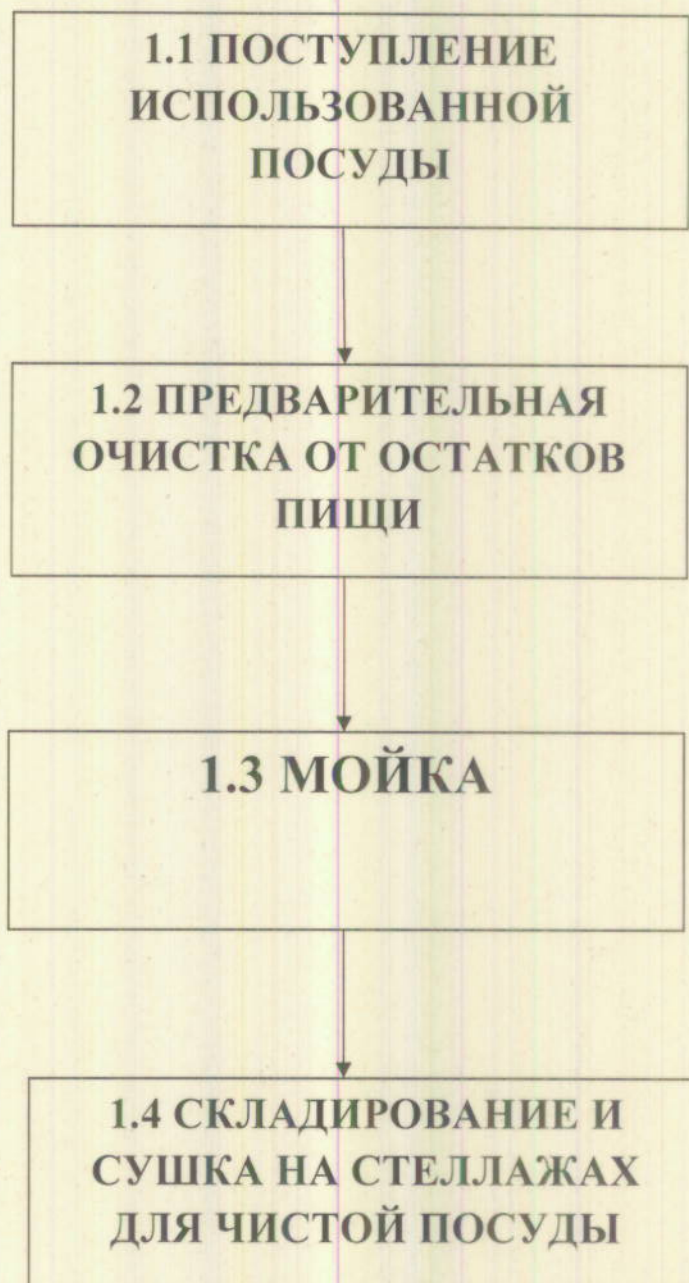 1.1 ПОСТУПЛЕНИЕ
ИСПОЛЬЗОВАННОЙ
ПОСУДЫ
1.2 ПРЕДВАРИТЕЛЬНАЯ
ОЧИСТКА ОТ ОСТАТКОВ
ПИЩИ
1.3 МОЙКА
1.4 СКЛАДИРОВАНИЕ И
СУШКА НА СТЕЛЛАЖАХ
ДЛЯ ЧИСТОЙ ПОСУДЫ